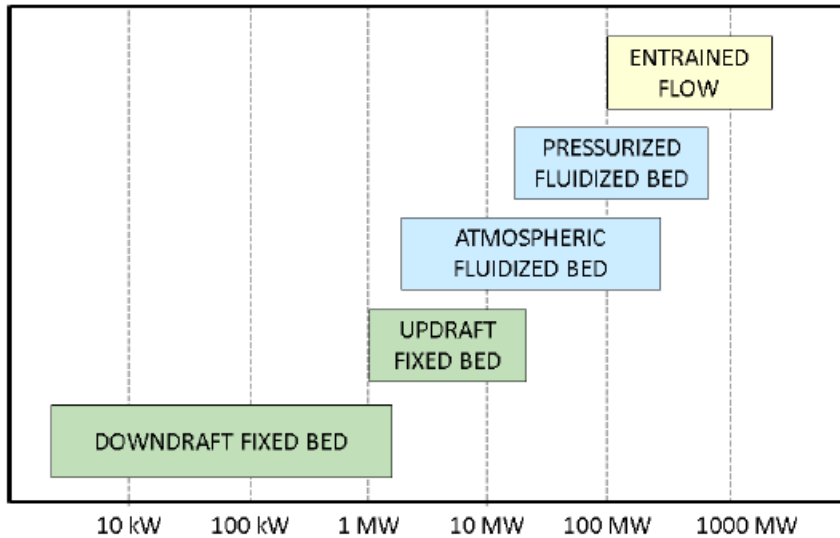 ENTRAINED
FLOW
PRESSURIZED
FLUIDIZED BED
ATMOSPHERIC
FLUIDIZED BED
UPDRAFT
FIXED BED
DOWNDRAFT FIXED BED
10 kW 100 kW 1 MW 10 MW 100 MW 1000 MW